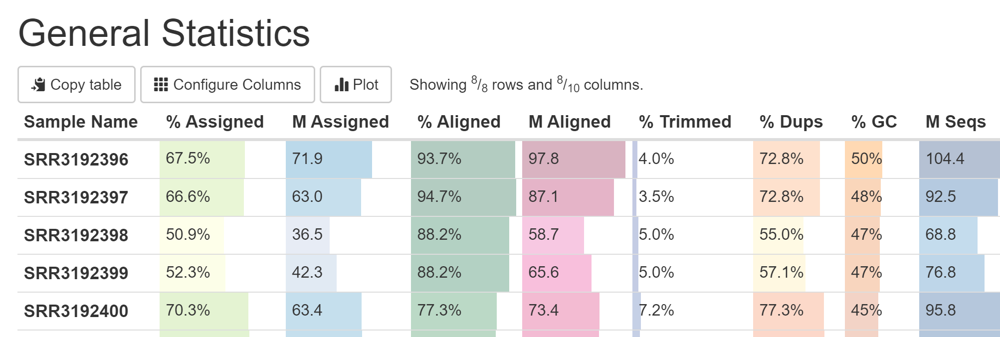 General Statistics
Copy table Configure Columns Plot Showing 8/8 rows and 8/10 columns.
Sample Name % Assigned M Assigned % Aligned M Aligned % Trimmed % Dups % GC M Seqs
SRR3192396 67.5% 71.9 93.7% 97.8 4.0% 72.8% 50% 104.4
SRR3192397 66.6% 63.0 94.7% 87.1 3.5% 72.8% 48% 92.5
SRR3192398 50.9% 36.5 88.2% 58.7 5.0% 55.0% 47% 68.8
SRR3192399 52.3% 42.3 88.2% 65.6 5.0% 57.1% 47% 76.8
SRR3192400 70.3% 63.4 77.3% 73.4 7.2% 77.3% 45% 95.8